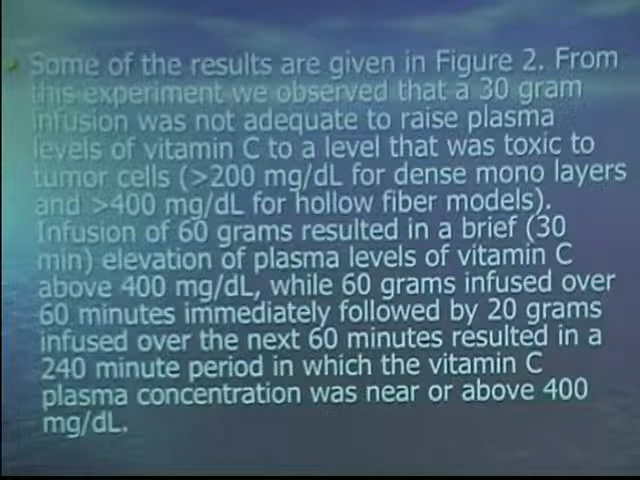 Some of the results are given in Figure 2. From
this experiment we observed that a 30 gram
infusion was not adequate to raise plasma
levels of vitamin C to a level that was toxic to
tumor cells (>200 mg/dL for dense mono layers
and >400 mg/dL for hollow fiber models).
Infusion of 60 grams resulted in a brief (30
min) elevation of plasma levels of vitamin C
above 400 mg/dL, while 60 grams infused over
60 minutes immediately followed by 20 grams
infused over the next 60 minutes resulted in a
240 minute period in which the vitamin C
plasma concentration was near or above 400
mg/dL.